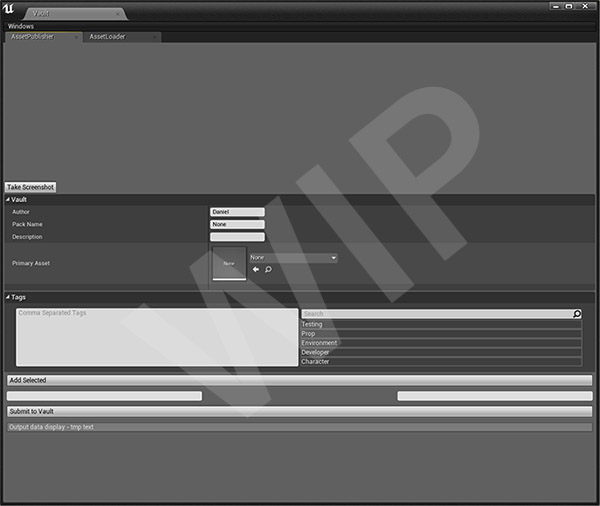 Vault
Windows
AssetPublisher AssetLoader
Take Screenshot
Vault
Author Daniel
Pack Name None
Description
Primary Asset None None
Tags
Comma Separated Tags
Search
Testing
Prop
Environment
Developer
Character
Add Selected
Submit to Vault
Output data display - tmp text
WIP